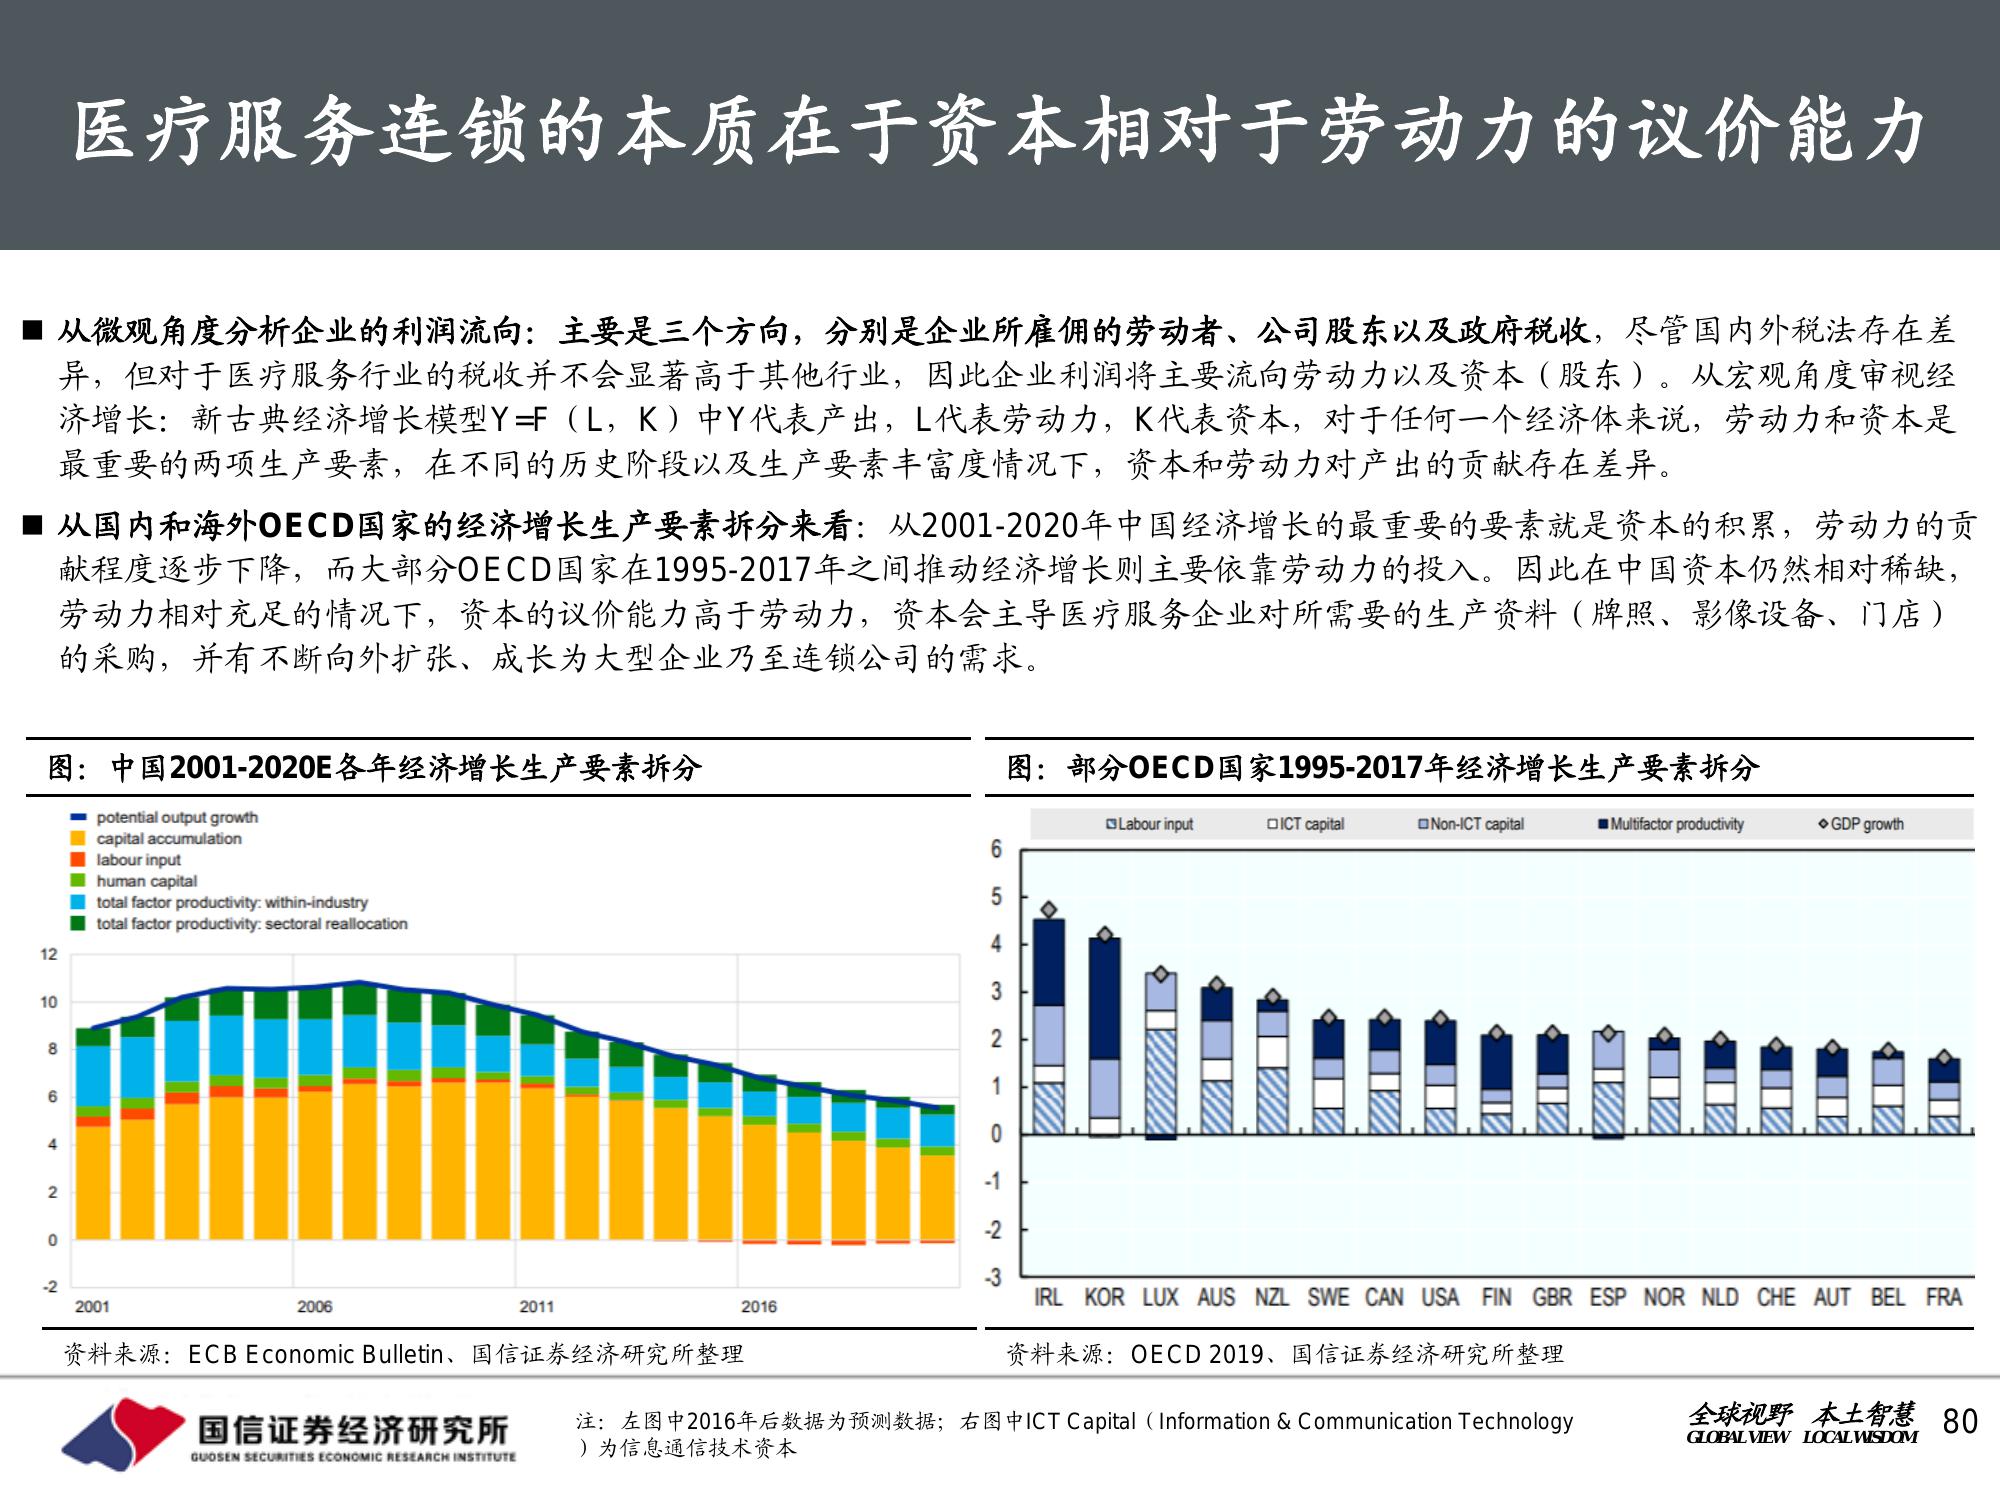 医疗服务连锁的本质在于资本相对于劳动力的议价能力
■ 从微观角度分析企业的利润流向：主要是三个方向，分别是企业所雇佣的劳动者、公司股东以及政府税收，尽管国内外税法存在差
异，但对于医疗服务行业的税收并不会显著高于其他行业，因此企业利润将主要流向劳动力以及资本（股东）。从宏观角度审视经
济增长：新古典经济增长模型Y=F（L，K）中Y代表产出，L代表劳动力，K代表资本，对于任何一个经济体来说，劳动力和资本是
最重要的两项生产要素，在不同的历史阶段以及生产要素丰富度情况下，资本和劳动力对产出的贡献存在差异。
■ 从国内和海外OECD国家的经济增长生产要素拆分来看：从2001-2020年中国经济增长的最重要的要素就是资本的积累，劳动力的贡
献程度逐步下降，而大部分OECD国家在1995-2017年之间推动经济增长则主要依靠劳动力的投入。因此在中国资本仍然相对稀缺，
劳动力相对充足的情况下，资本的议价能力高于劳动力，资本会主导医疗服务企业对所需要的生产资料（牌照、影像设备、门店）
的采购，并有不断向外扩张、成长为大型企业乃至连锁公司的需求。
图：中国2001-2020E各年经济增长生产要素拆分
potential output growth
capital accumulation
labour input
human capital
total factor productivity: within-industry
total factor productivity: sectoral reallocation
12
10
8
6
4
2
0
-2
2001 2006 2011 2016
资料来源：ECB Economic Bulletin、国信证券经济研究所整理
图：部分OECD国家1995-2017年经济增长生产要素拆分
Labour input ICT capital Non-ICT capital Multifactor productivity GDP growth
6
5
4
3
2
1
0
-1
-2
-3
IRL KOR LUX AUS NZL SWE CAN USA FIN GBR ESP NOR NLD CHE AUT BEL FRA
资料来源：OECD 2019、国信证券经济研究所整理
国信证券经济研究所
GUOSEN SECURITIES ECONOMIC RESEARCH INSTITUTE
注：左图中2016年后数据为预测数据；右图中ICT Capital（Information & Communication Technology
）为信息通信技术资本
全球视野 本土智慧
GLOBAL VIEW LOCAL WISDOM
80